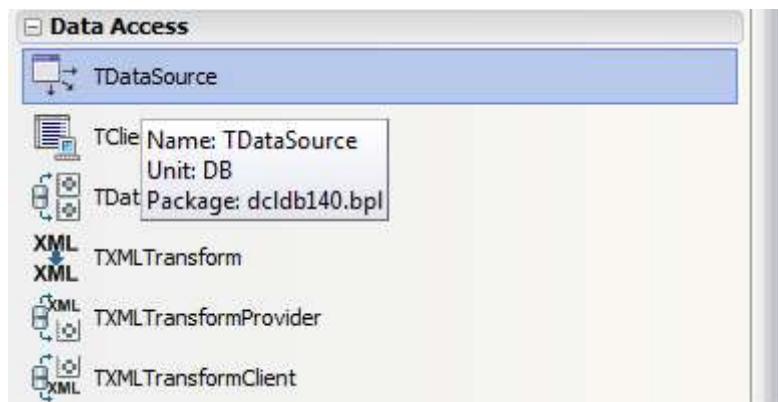 Data Access
TDataSource
TClie
Name: TDataSource
Unit: DB
TDat
Package: dcldb140.bpl
XML
XML
TXMLTransform
XML
TXMLTransformProvider
XML
TXMLTransformClient